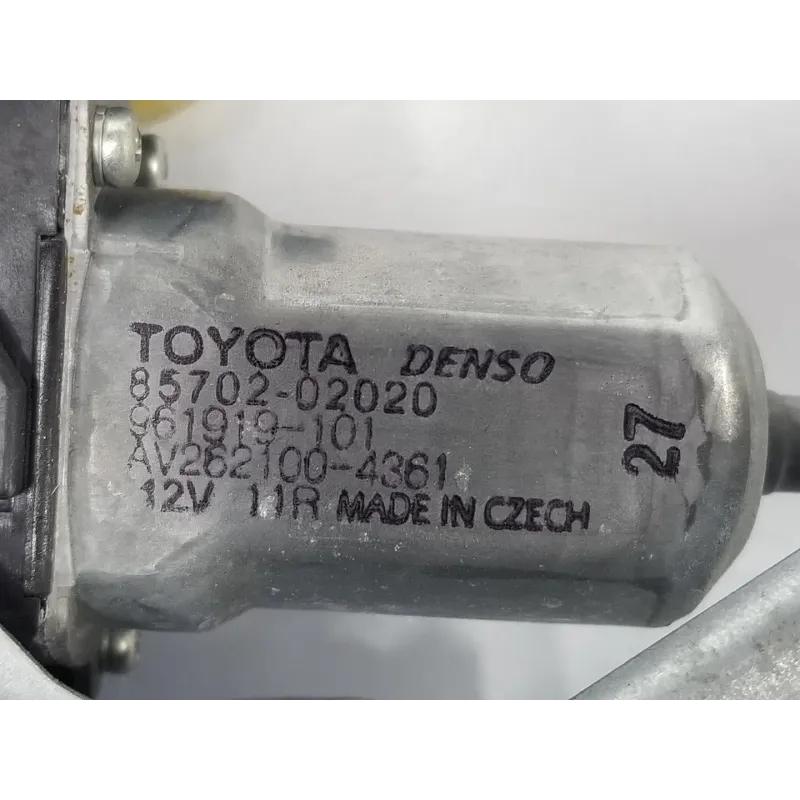 TOYOTA DENSO
85702-02020
961919-101
AV262100-4361
12V 11R MADE IN CZECH
27